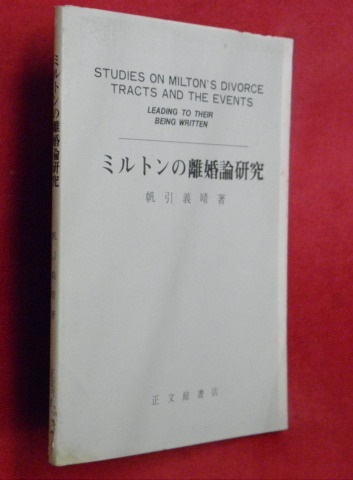 STUDIES ON MILTON'S DIVORCE
TRACTS AND THE EVENTS
LEADING TO THEIR
BEING WRITTEN
ミルトンの離婚論研究
帆引義晴著
正文館書店
ミルトンの離婚論研究